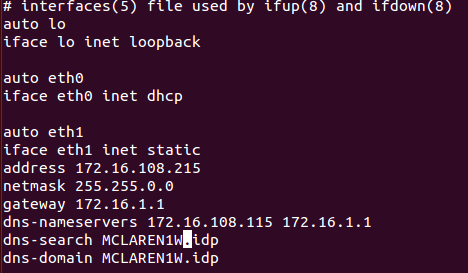 # interfaces(5) file used by ifup(8) and ifdown(8)
auto lo
iface lo inet loopback
auto eth0
iface eth0 inet dhcp
auto eth1
iface eth1 inet static
address 172.16.108.215
netmask 255.255.0.0
gateway 172.16.1.1
dns-nameservers 172.16.108.115 172.16.1.1
dns-search MCLAREN1W.idp
dns-domain MCLAREN1W.idp